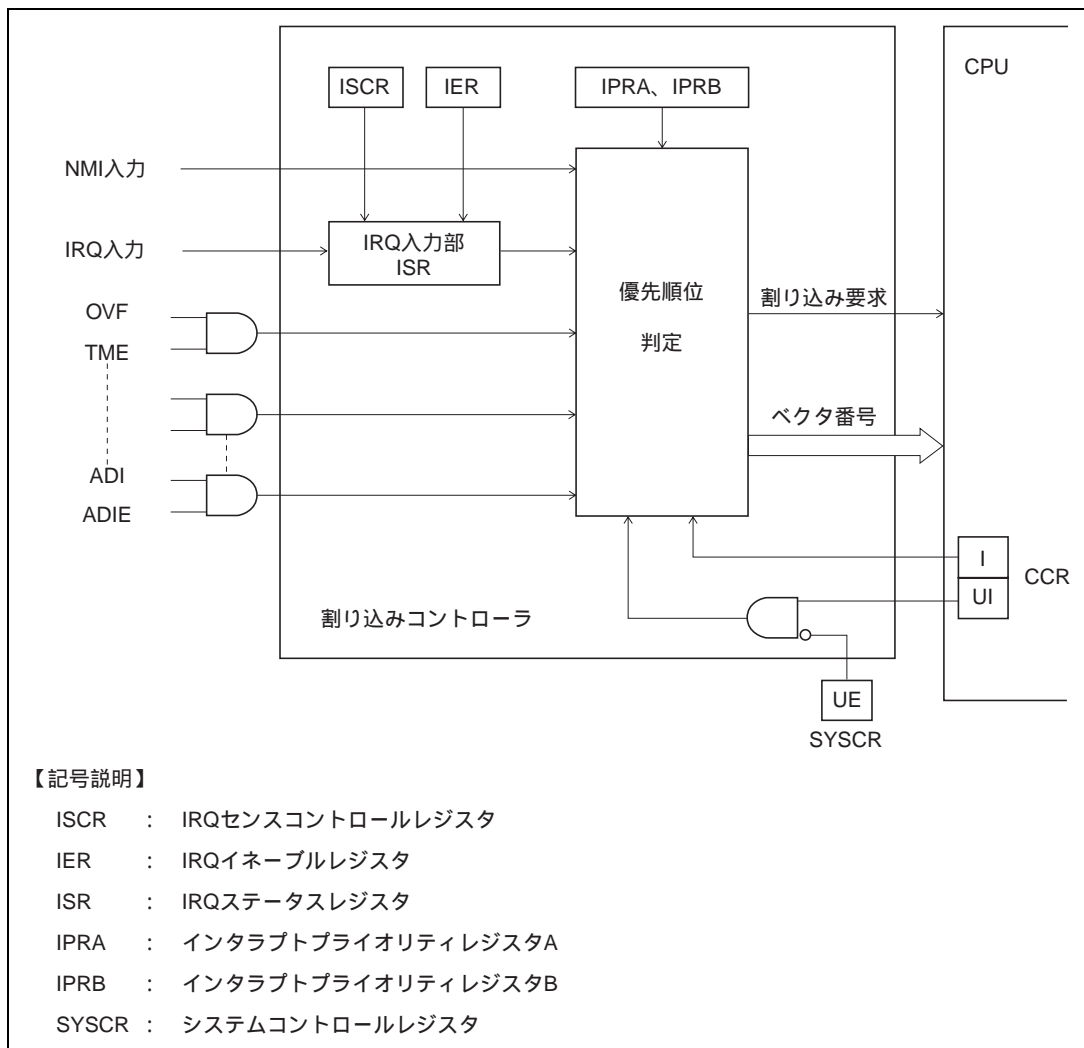 CPU
ISCR
IER
IPRA、IPRB
NMI入力
IRQ入力
IRQ入力部
ISR
OVF
TME
優先順位
判定
割り込み要求
ベクタ番号
ADI
ADIE
I
UI
CCR
割り込みコントローラ
UE
SYSCR
【記号説明】
ISCR : IRQセンスコントロールレジスタ
IER : IRQイネーブルレジスタ
ISR : IRQステータスレジスタ
IPRA : インタラプトプライオリティレジスタA
IPRB : インタラプトプライオリティレジスタB
SYSCR : システムコントロールレジスタ